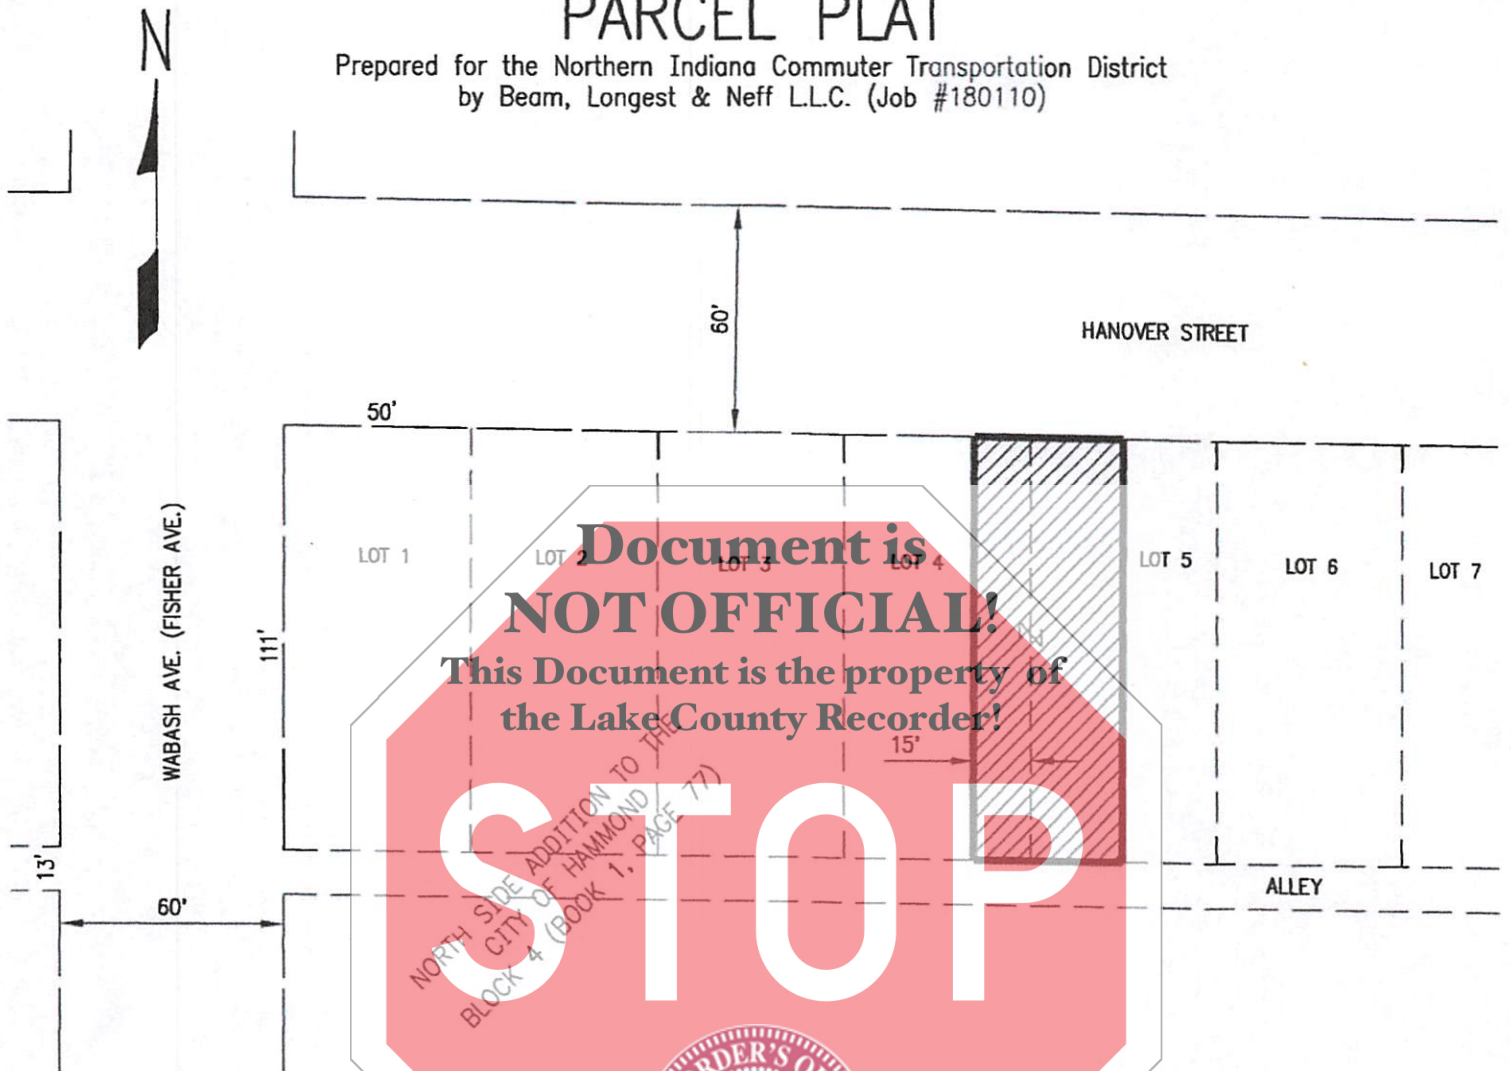 PARCEL PLAT
Prepared for the Northern Indiana Commuter Transportation District
by Beam, Longest & Neff L.L.C. (Job #180110)
N
60'
HANOVER STREET
50'
WABASH AVE. (FISHER AVE.)
111'
LOT 1
LOT 2
LOT 3
LOT 4
LOT 5
LOT 6
LOT 7
Document is
NOT OFFICIAL!
This Document is the property of
the Lake County Recorder!
15'
STOP
NORTH SIDE ADDITION TO THE
CITY OF HAMMOND
BLOCK 4 (BOOK 1, PAGE 77)
13'
60'
ALLEY